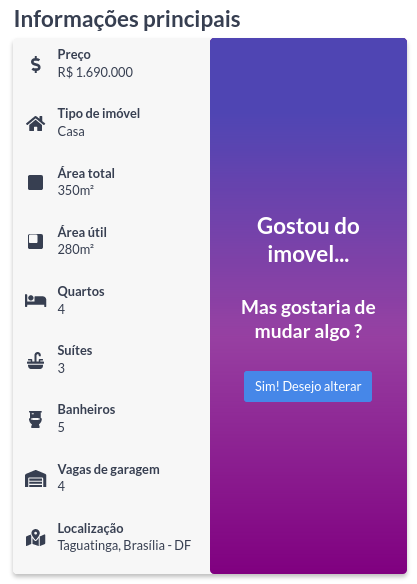 Informações principais
Preço
R$ 1.690.000
Tipo de imóvel
Casa
Área total
350m²
Área útil
280m²
Quartos
4
Suítes
3
Banheiros
5
Vagas de garagem
4
Localização
Taguatinga, Brasília - DF
Gostou do
imovel...
Mas gostaria de
mudar algo ?
Sim! Desejo alterar